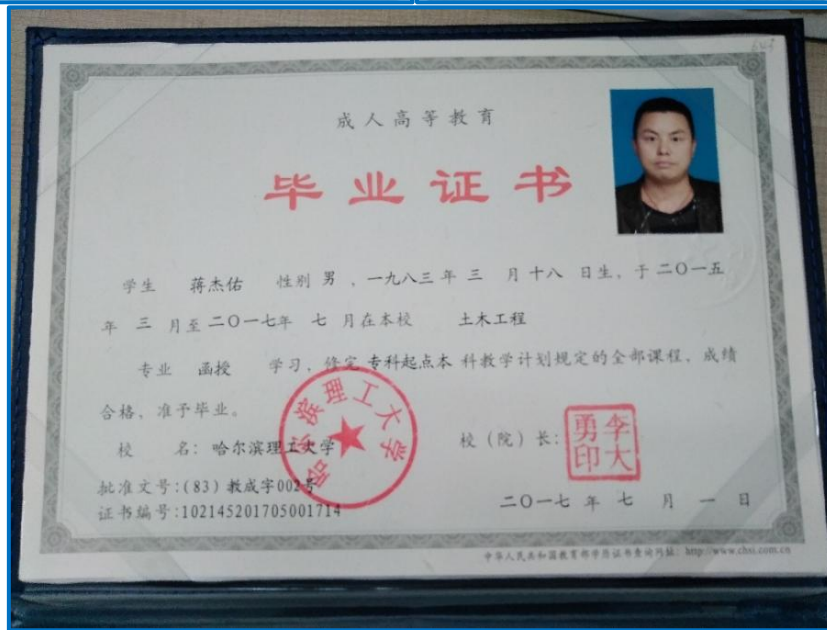 成人高等教育
毕业证书
学生 蒋杰佑 性别 男 ,一九八三 年 三 月 十八 日生, 于 二〇一五
年 三 月至 二〇一七年 七 月在本校 土木工程
专业 函授 学习, 修完 专科起点本 科教学计划规定的全部课程, 成绩
合格, 准予毕业。
校 名: 哈尔滨理工大学
校(院)长:
李大勇印
哈尔滨理工大学
批准文号:(83)教成字002号
证书编号:102145201705001714
二〇一七 年 七 月 一 日
中华人民共和国教育部学历证书查询网址: http://www.chsi.com.cn